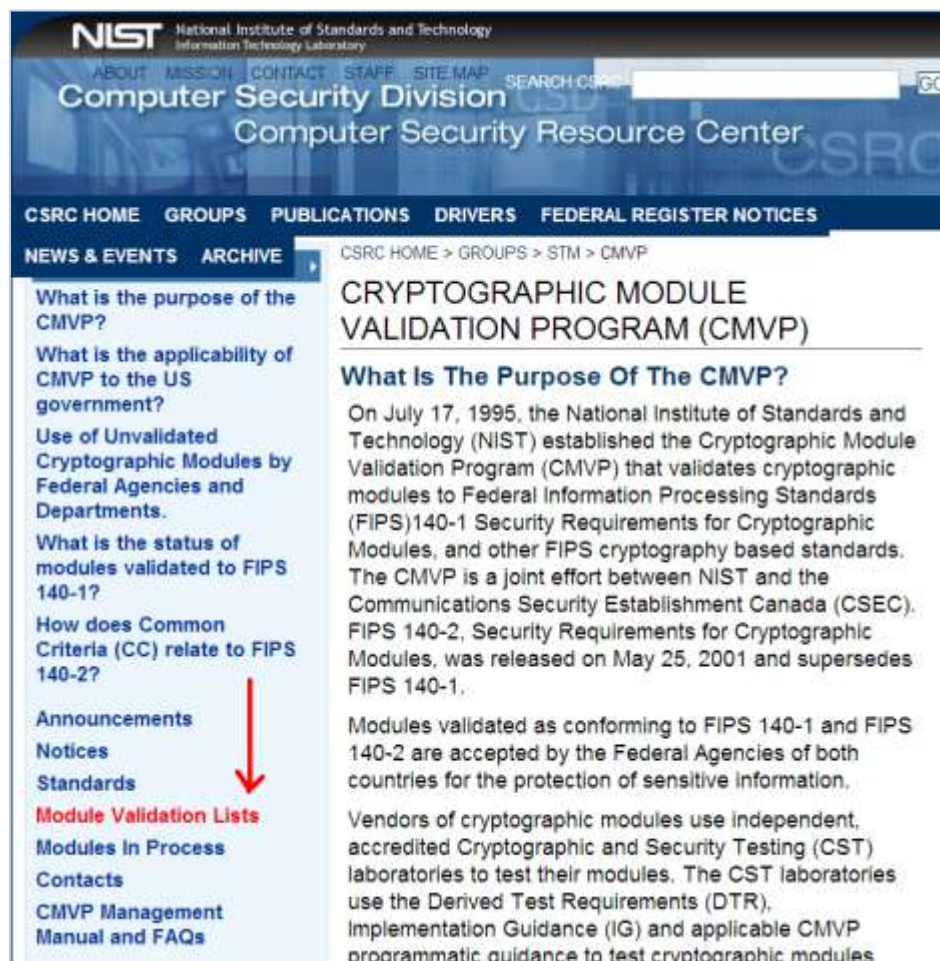 NIST National Institute of Standards and Technology
Information Technology Laboratory
ABOUT MISSION CONTACT STAFF SITE MAP
SEARCH CSRC
GO
Computer Security Division
CSD
Computer Security Resource Center
CSRC
CSRC HOME GROUPS PUBLICATIONS DRIVERS FEDERAL REGISTER NOTICES
NEWS & EVENTS ARCHIVE
CSRC HOME > GROUPS > STM > CMVP
What is the purpose of the
CMVP?
What is the applicability of
CMVP to the US
government?
Use of Unvalidated
Cryptographic Modules by
Federal Agencies and
Departments.
What is the status of
modules validated to FIPS
140-1?
How does Common
Criteria (CC) relate to FIPS
140-2?
Announcements
Notices
Standards
Module Validation Lists
Modules In Process
Contacts
CMVP Management
Manual and FAQs
CRYPTOGRAPHIC MODULE
VALIDATION PROGRAM (CMVP)
What Is The Purpose Of The CMVP?
On July 17, 1995, the National Institute of Standards and
Technology (NIST) established the Cryptographic Module
Validation Program (CMVP) that validates cryptographic
modules to Federal Information Processing Standards
(FIPS)140-1 Security Requirements for Cryptographic
Modules, and other FIPS cryptography based standards.
The CMVP is a joint effort between NIST and the
Communications Security Establishment Canada (CSEC).
FIPS 140-2, Security Requirements for Cryptographic
Modules, was released on May 25, 2001 and supersedes
FIPS 140-1.
Modules validated as conforming to FIPS 140-1 and FIPS
140-2 are accepted by the Federal Agencies of both
countries for the protection of sensitive information.
Vendors of cryptographic modules use independent,
accredited Cryptographic and Security Testing (CST)
laboratories to test their modules. The CST laboratories
use the Derived Test Requirements (DTR),
Implementation Guidance (IG) and applicable CMVP
programmatic guidance to test cryptographic modules